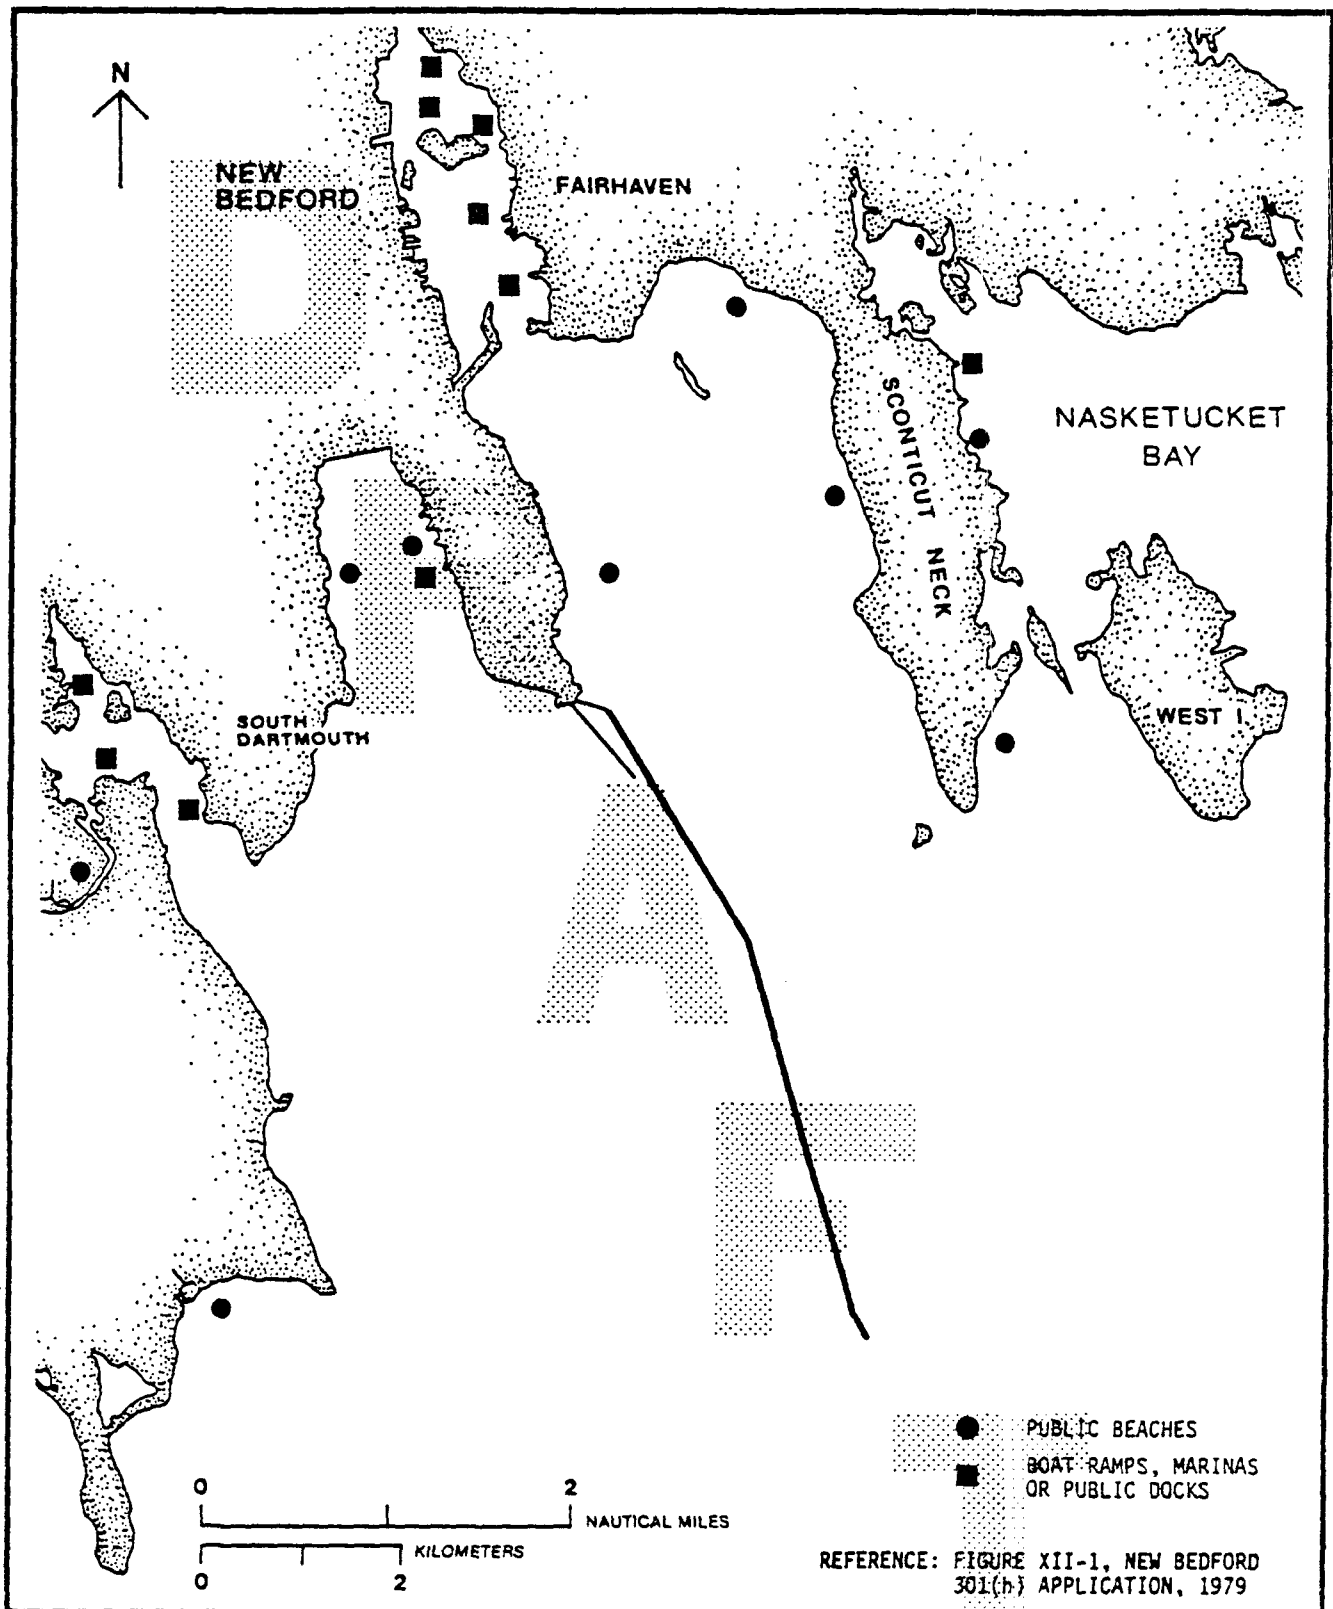 N
NEW
BEDFORD
FAIRHAVEN
SCONTICUT NECK
NASKETUCKET
BAY
SOUTH
DARTMOUTH
WEST I.
DRAFT
PUBLIC BEACHES
BOAT RAMPS, MARINAS
OR PUBLIC DOCKS
0 2
NAUTICAL MILES
KILOMETERS
0 2
REFERENCE: FIGURE XII-1, NEW BEDFORD
301(h) APPLICATION, 1979